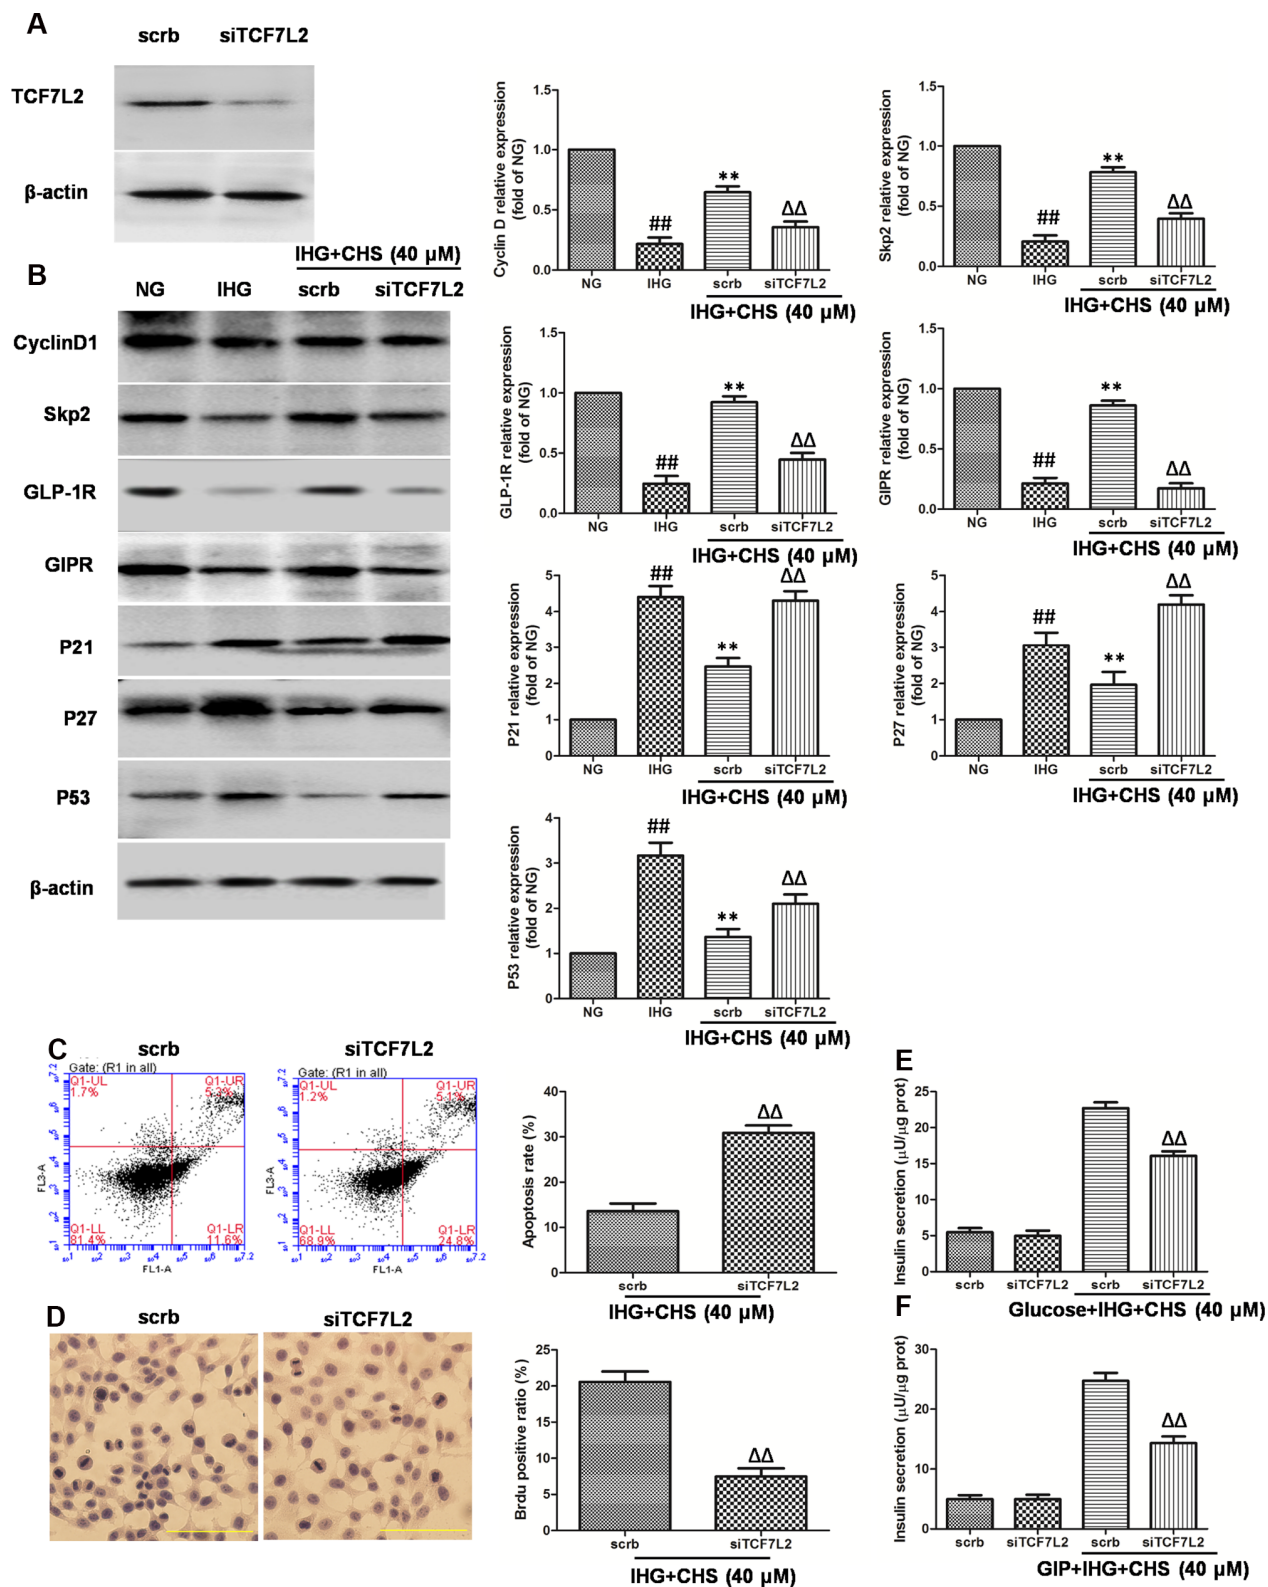 A
scrb siTCF7L2
TCF7L2
β-actin
IHG+CHS (40 μM)
B
NG IHG scrb siTCF7L2
CyclinD1
Skp2
GLP-1R
GIPR
P21
P27
P53
β-actin
Cyclin D relative expression
(fold of NG)
1.5
1.0
0.5
0.0
##
**
ΔΔ
NG IHG scrb siTCF7L2
IHG+CHS (40 μM)
Skp2 relative expression
(fold of NG)
1.5
1.0
0.5
0.0
##
**
ΔΔ
NG IHG scrb siTCF7L2
IHG+CHS (40 μM)
GLP-1R relative expression
(fold of NG)
1.5
1.0
0.5
0.0
##
**
ΔΔ
NG IHG scrb siTCF7L2
IHG+CHS (40 μM)
GIPR relative expression
(fold of NG)
1.5
1.0
0.5
0.0
##
**
ΔΔ
NG IHG scrb siTCF7L2
IHG+CHS (40 μM)
P21 relative expression
(fold of NG)
5
4
3
2
1
0
##
**
ΔΔ
NG IHG scrb siTCF7L2
IHG+CHS (40 μM)
P27 relative expression
(fold of NG)
5
4
3
2
1
0
##
**
ΔΔ
NG IHG scrb siTCF7L2
IHG+CHS (40 μM)
P53 relative expression
(fold of NG)
4
3
2
1
0
##
**
ΔΔ
NG IHG scrb siTCF7L2
IHG+CHS (40 μM)
C
scrb siTCF7L2
Gate: (R1 in all)
Q1-UL
1.7%
Q1-UR
5.3%
Q1-LL
81.4%
Q1-LR
11.6%
FL3-A
FL1-A
Gate: (R1 in all)
Q1-UL
1.2%
Q1-UR
5.1%
Q1-LL
68.9%
Q1-LR
24.8%
FL3-A
FL1-A
Apoptosis rate (%)
40
30
20
10
0
ΔΔ
scrb siTCF7L2
IHG+CHS (40 μM)
D
scrb siTCF7L2
Brdu positive ratio (%)
25
20
15
10
5
0
ΔΔ
scrb siTCF7L2
IHG+CHS (40 μM)
E
Insulin secretion (μU/μg prot)
25
20
15
10
5
0
ΔΔ
scrb siTCF7L2 scrb siTCF7L2
Glucose+IHG+CHS (40 μM)
F
Insulin secretion (μU/μg prot)
30
20
10
0
ΔΔ
scrb siTCF7L2 scrb siTCF7L2
GIP+IHG+CHS (40 μM)